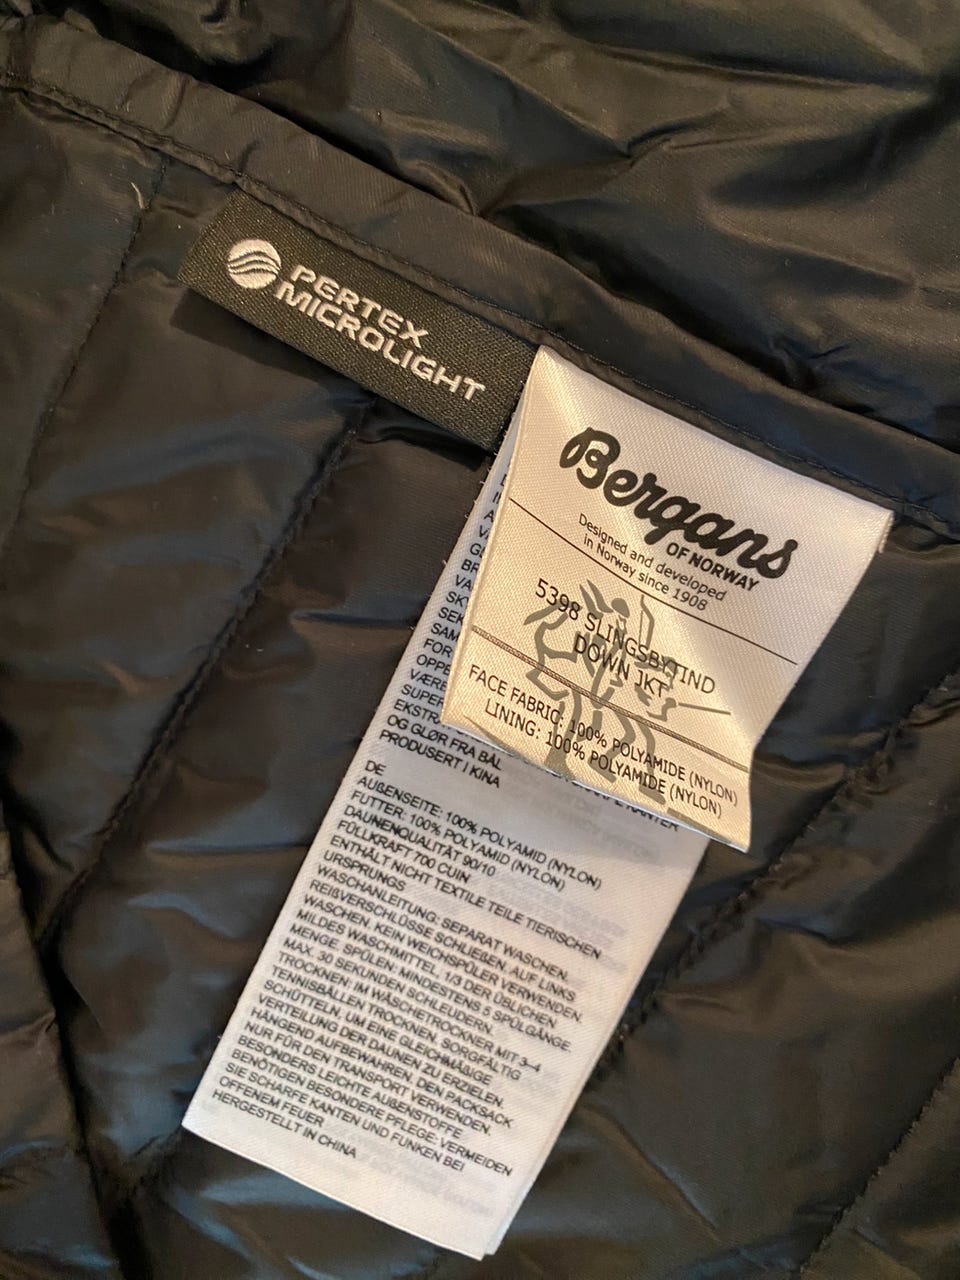 PERTEX
MICROLIGHT
Bergans
OF NORWAY
Designed and developed
in Norway since 1908
5398 SLINGSBYTIND
DOWN JKT
FACE FABRIC: 100% POLYAMIDE (NYLON)
LINING: 100% POLYAMIDE (NYLON)
SAM
FOR
OPPE
VÆRE
SUPER
EKSTR
OG GLØR FRA BÅL
PRODUSERT I KINA
DE
AUßENSEITE: 100% POLYAMID (NYLON)
FUTTER: 100% POLYAMID (NYLON)
DAUNENQUALITÄT 90/10
FÜLLKRAFT 700 CUIN
ENTHÄLT NICHT TEXTILE TEILE TIERISCHEN
URSPRUNGS
WASCHANLEITUNG: SEPARAT WASCHEN.
REIßVERSCHLÜSSE SCHLIEßEN. AUF LINKS
WASCHEN. KEIN WEICHSPÜLER VERWENDEN.
MILDES WASCHMITTEL, 1/3 DER ÜBLICHEN
MENGE. SPÜLEN: MINDESTENS 5 SPÜLGÄNGE.
MAX. 30 SEKUNDEN SCHLEUDERN.
TROCKNEN: IM WÄSCHETROCKNER MIT 3–4
TENNISBÄLLEN TROCKNEN. SORGFÄLTIG
SCHÜTTELN, UM EINE GLEICHMÄßIGE
VERTEILUNG DER DAUNEN ZU ERZIELEN.
HÄNGEND AUFBEWAHREN. DEN PACKSACK
NUR FÜR DEN TRANSPORT VERWENDEN.
BESONDERS LEICHTE AUßENSTOFFE
BENÖTIGEN BESONDERE PFLEGE: VERMEIDEN
SIE SCHARFE KANTEN UND FUNKEN BEI
OFFENEM FEUER
HERGESTELLT IN CHINA